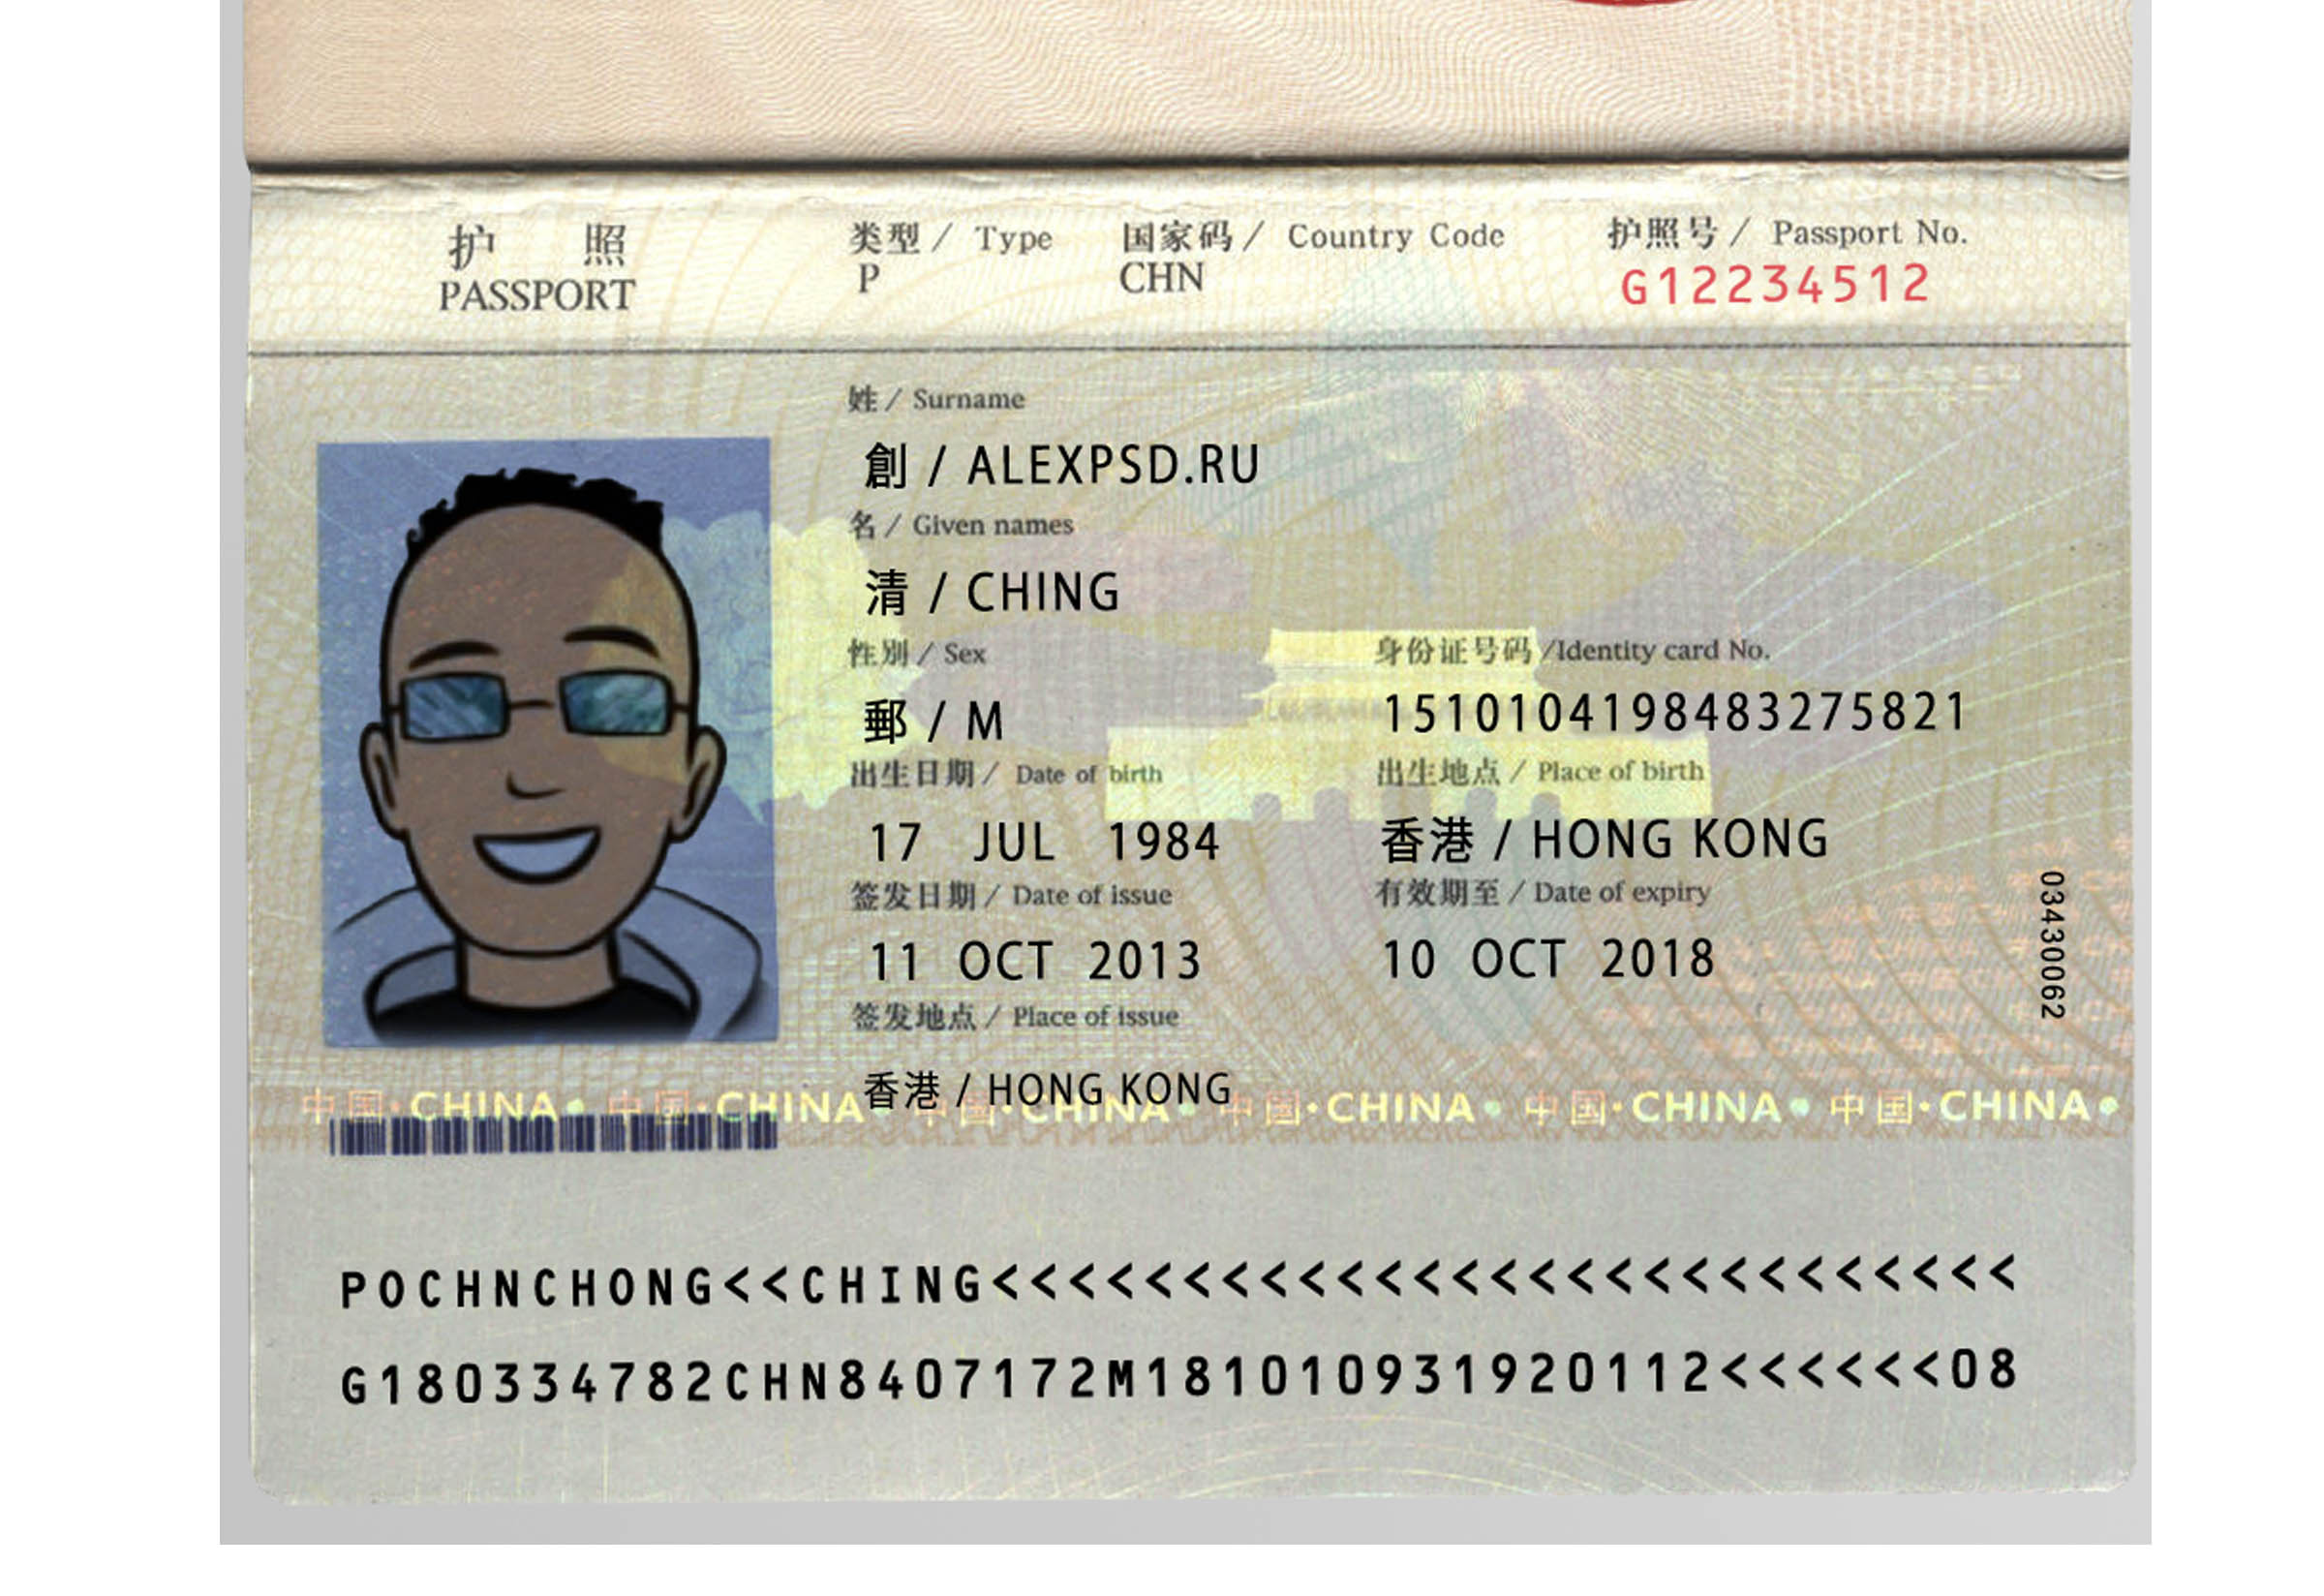 护 照
PASSPORT
类型 / Type
P
国家码 / Country Code
CHN
护照号 / Passport No.
G12234512
姓 / Surname
創 / ALEXPSD.RU
名 / Given names
清 / CHING
性别 / Sex
郵 / M
身份证号码 /Identity card No.
1510104198483275821
出生日期 / Date of birth
17 JUL 1984
出生地点 / Place of birth
香港 / HONG KONG
签发日期 / Date of issue
11 OCT 2013
有效期至 / Date of expiry
10 OCT 2018
签发地点 / Place of issue
香港 / HONG KONG
03430062
中国·CHINA 中国·CHINA 中国·CHINA 中国·CHINA 中国·CHINA 中国·CHINA
POCHNCHONG<<CHING<<<<<<<<<<<<<<<<<<<<<<<<<<<
G180334782CHN8407172M181010931920112<<<<<<08